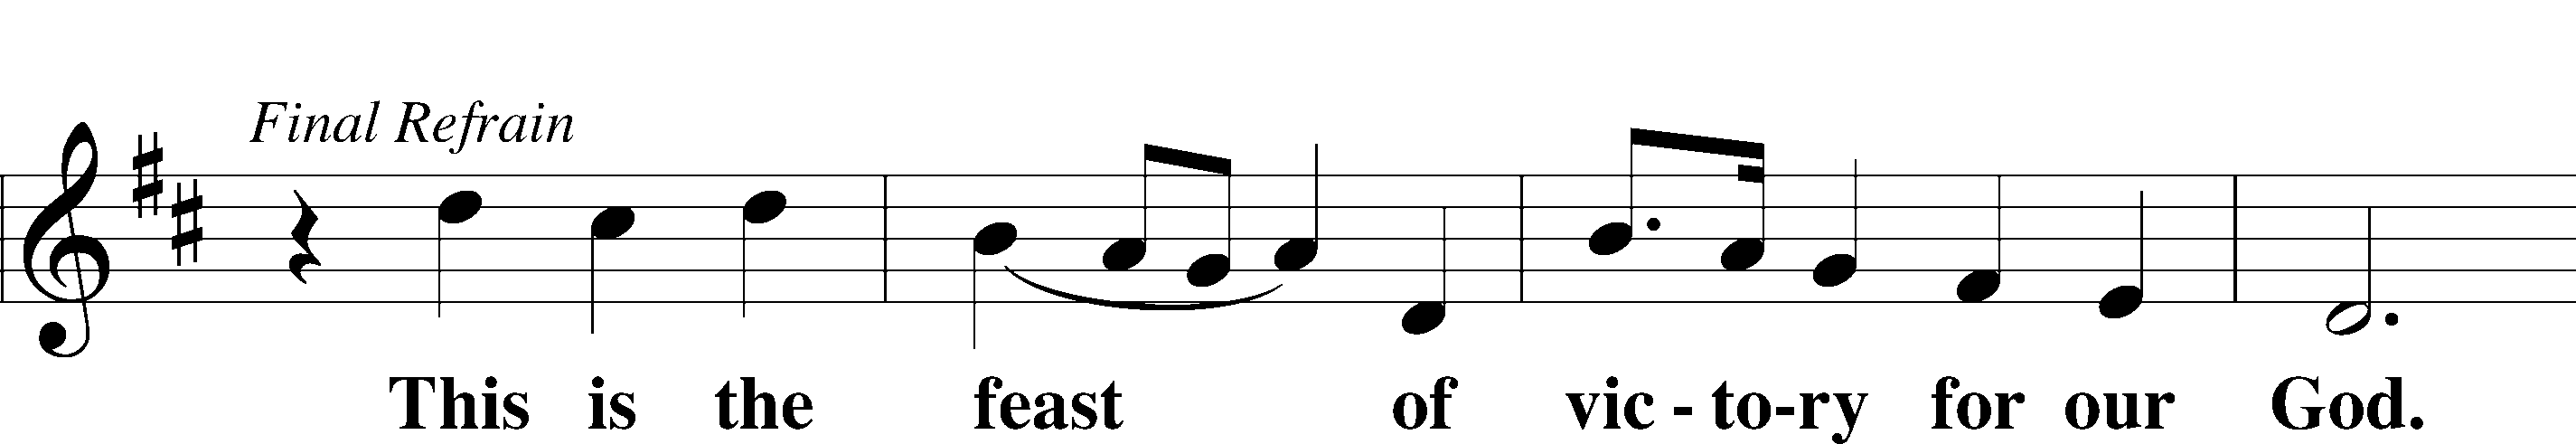 Final Refrain
This is the feast of vic - to-ry for our God.